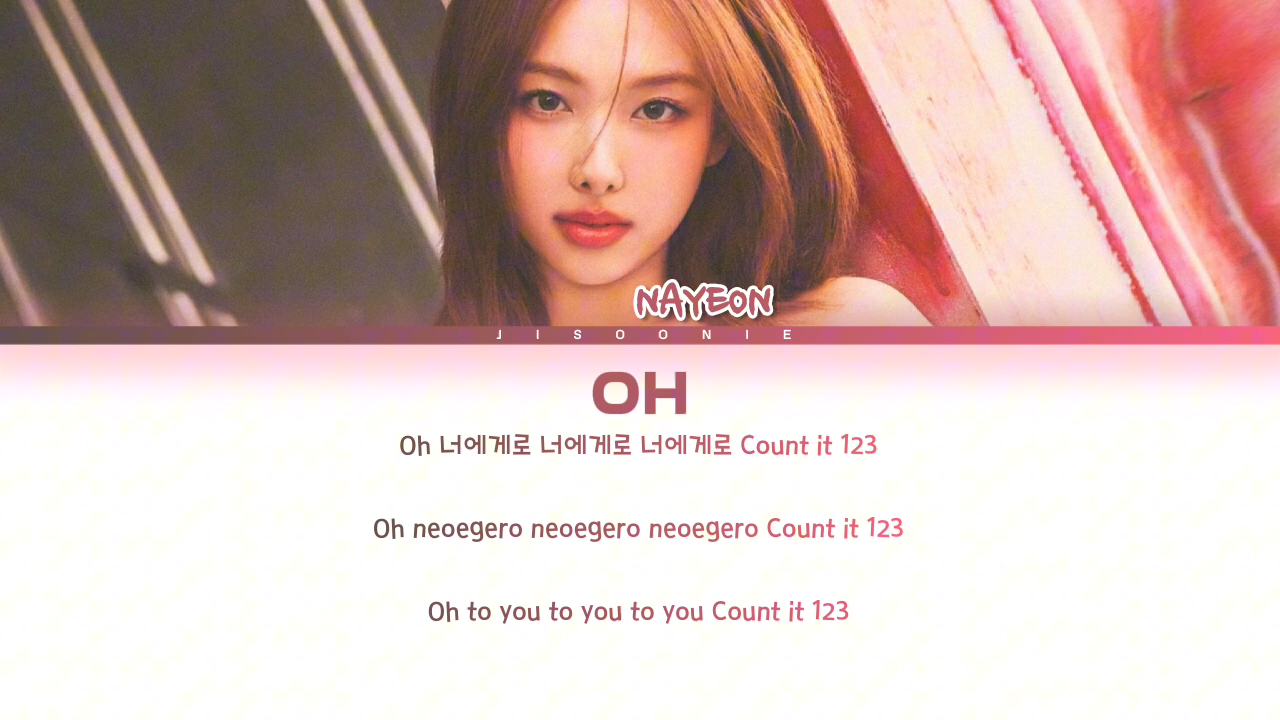 NAYEON
JISOONIE
OH
Oh 너에게로 너에게로 너에게로 Count it 123
Oh neoegero neoegero neoegero Count it 123
Oh to you to you to you Count it 123